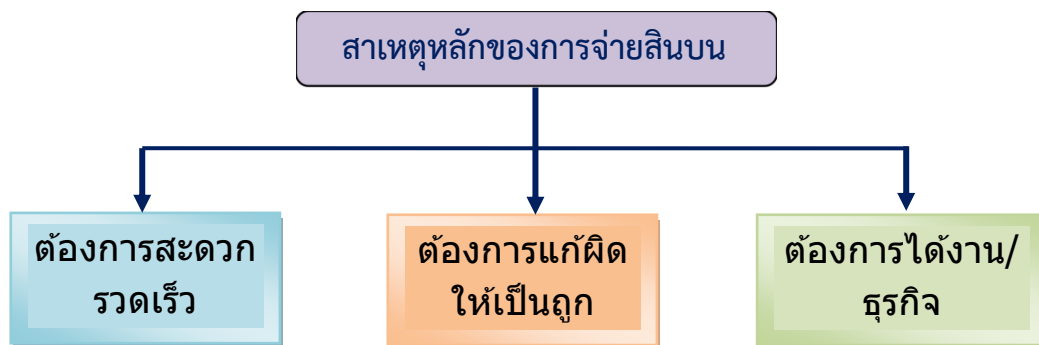 สาเหตุหลักของการจ่ายสินบน
ต้องการสะดวก
รวดเร็ว
ต้องการแก้ผิด
ให้เป็นถูก
ต้องการได้งาน/
ธุรกิจ